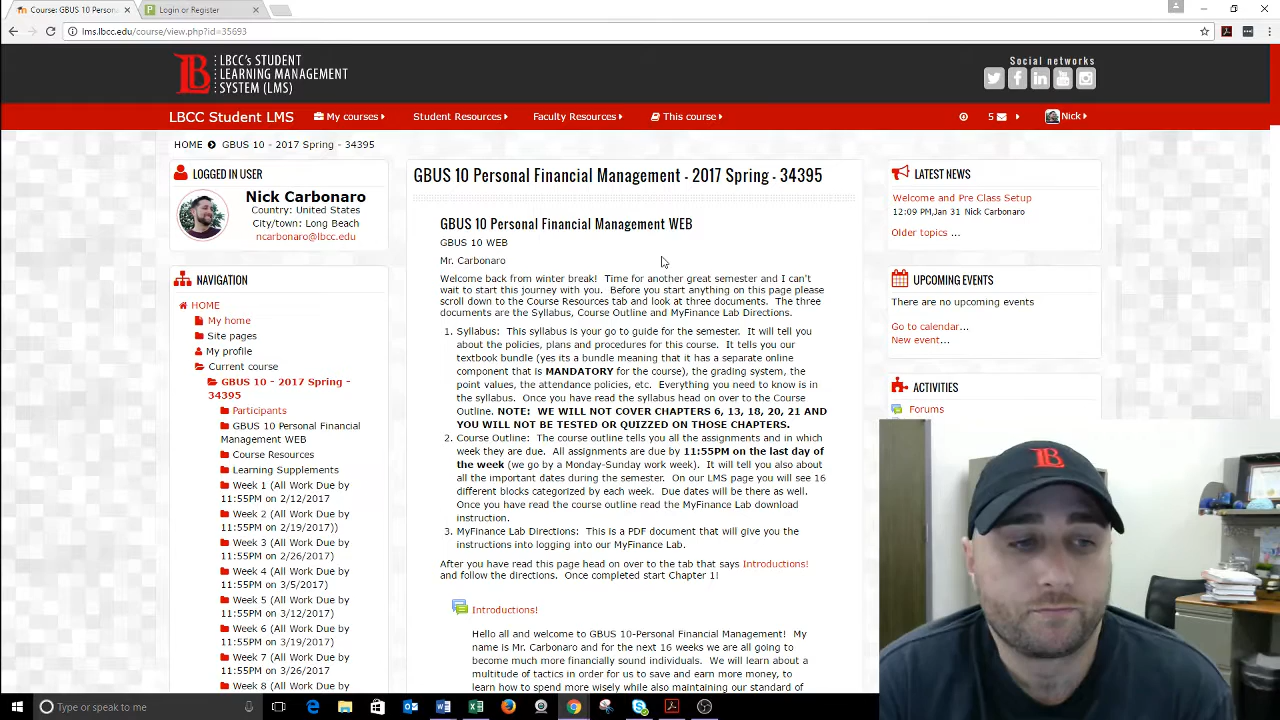 Course: GBUS 10 Person
Login or Register
lms.lbcc.edu/course/view.php?id=35693
LBCC's STUDENT
LEARNING MANAGEMENT
SYSTEM (LMS)
Social networks
LBCC Student LMS
My courses
Student Resources
Faculty Resources
This course
5
Nick
HOME
GBUS 10 - 2017 Spring - 34395
LOGGED IN USER
Nick Carbonaro
Country: United States
City/town: Long Beach
ncarbonaro@lbcc.edu
NAVIGATION
HOME
My home
Site pages
My profile
Current course
GBUS 10 - 2017 Spring -
34395
Participants
GBUS 10 Personal Financial
Management WEB
Course Resources
Learning Supplements
Week 1 (All Work Due by
11:55PM on 2/12/2017
Week 2 (All Work Due by
11:55PM on 2/19/2017))
Week 3 (All Work Due by
11:55PM on 2/26/2017)
Week 4 (All Work Due by
11:55PM on 3/5/2017)
Week 5 (All Work Due by
11:55PM on 3/12/2017)
Week 6 (All Work Due by
11:55PM on 3/19/2017)
Week 7 (All Work Due by
11:55PM on 3/26/2017
Week 8 (All Work Due by
GBUS 10 Personal Financial Management - 2017 Spring - 34395
GBUS 10 Personal Financial Management WEB
GBUS 10 WEB
Mr. Carbonaro
Welcome back from winter break! Time for another great semester and I can't
wait to start this journey with you. Before you start anything on this page please
scroll down to the Course Resources tab and look at three documents. The three
documents are the Syllabus, Course Outline and MyFinance Lab Directions.
1. Syllabus: This syllabus is your go to guide for the semester. It will tell you
about the policies, plans and procedures for this course. It tells you our
textbook bundle (yes its a bundle meaning that it has a separate online
component that is MANDATORY for the course), the grading system, the
point values, the attendance policies, etc. Everything you need to know is in
the syllabus. Once you have read the syllabus head on over to the Course
Outline. NOTE: WE WILL NOT COVER CHAPTERS 6, 13, 18, 20, 21 AND
YOU WILL NOT BE TESTED OR QUIZZED ON THOSE CHAPTERS.
2. Course Outline: The course outline tells you all the assignments and in which
week they are due. All assignments are due by 11:55PM on the last day of
the week (we go by a Monday-Sunday work week). It will tell you also about
all the important dates during the semester. On our LMS page you will see 16
different blocks categorized by each week. Due dates will be there as well.
Once you have read the course outline read the MyFinance Lab download
instruction.
3. MyFinance Lab Directions: This is a PDF document that will give you the
instructions into logging into our MyFinance Lab.
After you have read this page head on over to the tab that says Introductions!
and follow the directions. Once completed start Chapter 1!
Introductions!
Hello all and welcome to GBUS 10-Personal Financial Management! My
name is Mr. Carbonaro and for the next 16 weeks we are all going to
become much more financially sound individuals. We will learn about a
multitude of tactics in order for us to save and earn more money, to
learn how to spend more wisely while also maintaining our standard of
LATEST NEWS
Welcome and Pre Class Setup
12:09 PM,Jan 31 Nick Carbonaro
Older topics ...
UPCOMING EVENTS
There are no upcoming events
Go to calendar...
New event...
ACTIVITIES
Forums
Type or speak to me